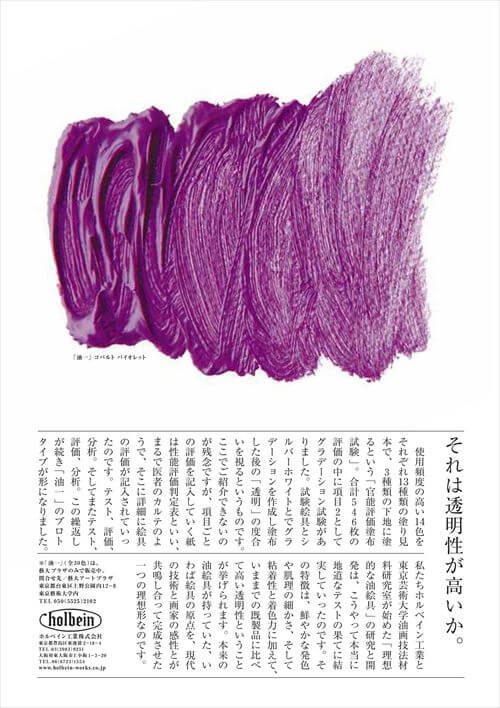 「油一」コバルト バイオレット
それは透明性が高いか。
使用頻度の高い14色を
それぞれ13種類の塗り見
本で、3種類の下地に塗
るという「官能評価塗布
試験」。合計546枚の
評価の中に項目2として
グラデーション試験があ
りました。試験絵具とシ
ルバーホワイトとでグラ
デーションを作成し塗布
した後の「透明」の度合
いを視るというものです。
ここでご紹介できないの
が残念ですが、項目ごと
の評価を記入していく紙
は性能評価判定表といい、
まるで医者のカルテのよ
うで、そこに詳細に絵具
の評価が記入されていっ
たのです。テスト、評価、
分析。そしてまたテスト、
評価、分析。この繰返し
が続き「油一」のプロト
タイプが形になりました。
私たちホルベイン工業と
東京芸術大学油画技法材
料研究室が始めた「理想
的な油絵具」の研究と開
発は、こうやって本当に
地道なテストの果てに結
実していったのです。そ
の特徴は、鮮やかな発色
や肌理の細かさ、そして
粘着性と着色力に加えて、
いままでの既製品に比べ
て高い透明性ということ
が挙げられます。本来の
油絵具が持っていた、い
わば絵具の原点を、現代
の技術と画家の感性とが
共鳴し合って完成させた
一つの理想形なのです。
※「油一」(全30色)は、
藝大プラザのみで販売中。
問合せ先/藝大アートプラザ
東京都台東区上野公園内12-8
東京藝術大学内
TEL 050(5525)2102
holbein
ホルベイン工業株式会社
東京都豊島区東池袋2-18-4
TEL 03(3983)9251
大阪府東大阪市上小阪1-3-20
TEL 06(6723)1554
www.holbein-works.co.jp